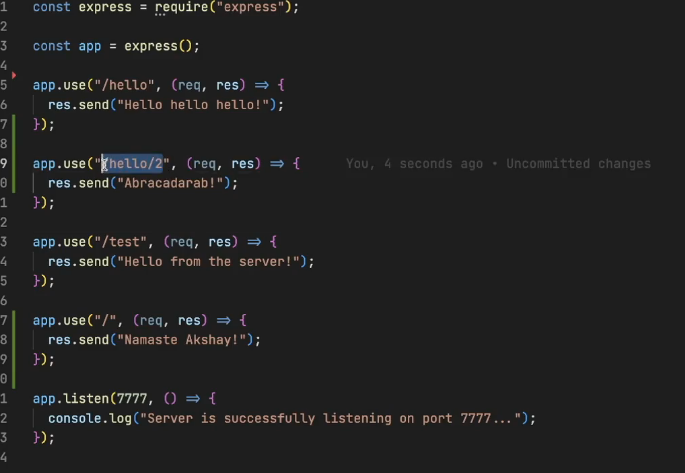 1 const express = require("express");
2
3 const app = express();
4
5 app.use("/hello", (req, res) => {
6 res.send("Hello hello hello!");
7 });
8
9 app.use("/hello/2", (req, res) => { You, 4 seconds ago • Uncommitted changes
0 res.send("Abracadarab!");
1 });
2
3 app.use("/test", (req, res) => {
4 res.send("Hello from the server!");
5 });
6
7 app.use("/", (req, res) => {
8 res.send("Namaste Akshay!");
9 });
0
1 app.listen(7777, () => {
2 console.log("Server is successfully listening on port 7777...");
3 });
4